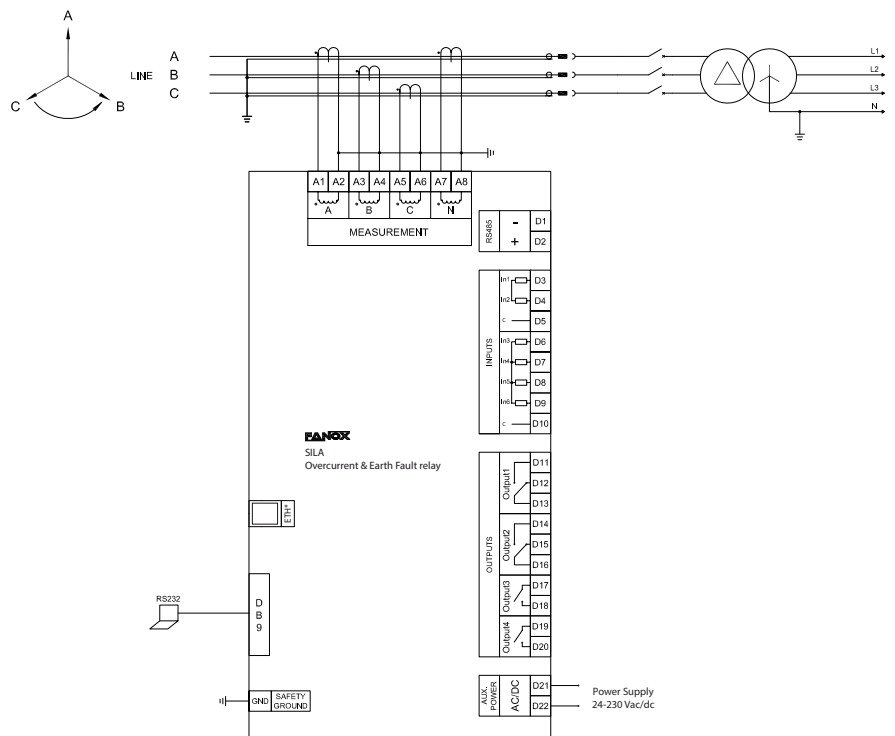 A
C B
LINE
A
B
C
L1
L2
L3
N
A1 A2 A3 A4 A5 A6 A7 A8
A B C N
MEASUREMENT
RS485
- D1
+ D2
INPUTS
In1 D3
In2 D4
C D5
In3 D6
In4 D7
In5 D8
In6 D9
C D10
FANOX
SILA
Overcurrent & Earth Fault relay
OUTPUTS
Output1
D11
D12
D13
Output2
D14
D15
D16
Output3
D17
D18
Output4
D19
D20
ETH*
RS232
DB9
GND SAFETY GROUND
AUX. POWER
AC/DC
D21
D22
Power Supply
24-230 Vac/dc